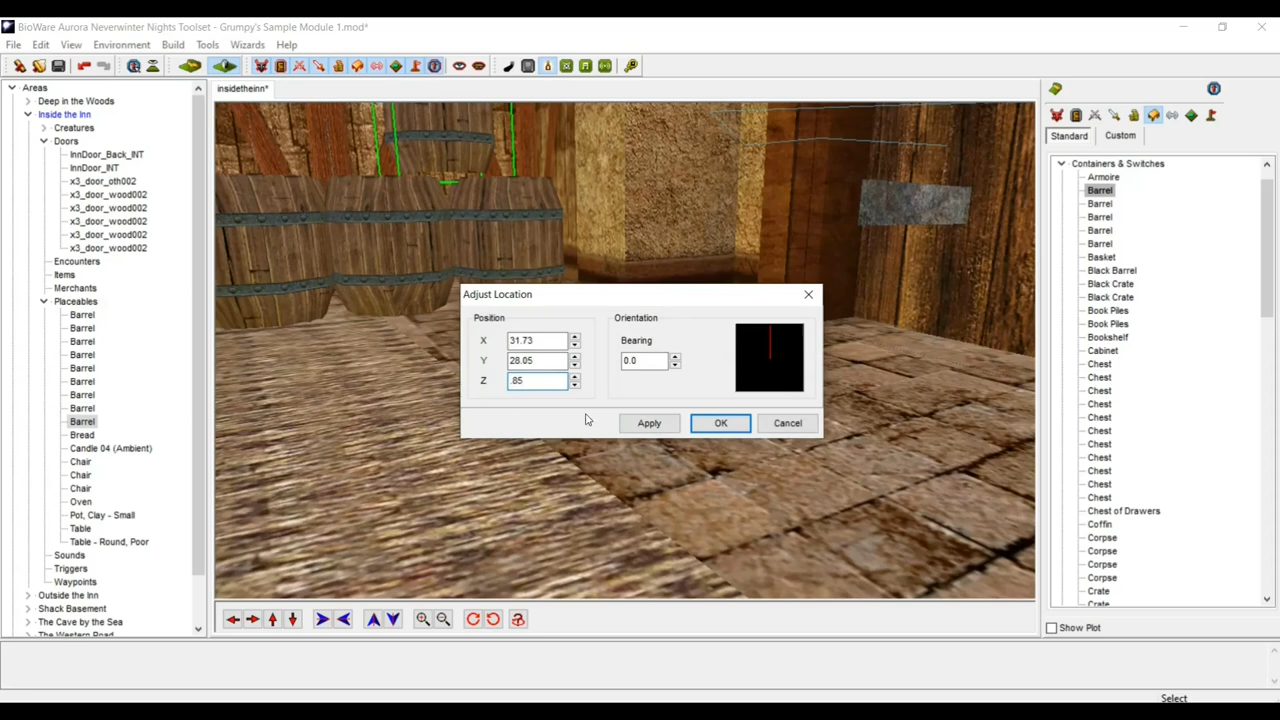 BioWare Aurora Neverwinter Nights Toolset - Grumpy's Sample Module 1.mod*
File Edit View Environment Build Tools Wizards Help
Areas
Deep in the Woods
Inside the Inn
Creatures
Doors
InnDoor_Back_INT
InnDoor_INT
x3_door_oth002
x3_door_wood002
x3_door_wood002
x3_door_wood002
x3_door_wood002
x3_door_wood002
Encounters
Items
Merchants
Placeables
Barrel
Barrel
Barrel
Barrel
Barrel
Barrel
Barrel
Barrel
Barrel
Bread
Candle 04 (Ambient)
Chair
Chair
Chair
Oven
Pot, Clay - Small
Table
Table - Round, Poor
Sounds
Triggers
Waypoints
Outside the Inn
Shack Basement
The Cave by the Sea
The Western Road
insidetheinn*
Adjust Location
Position
X 31.73
Y 28.05
Z .85
Orientation
Bearing
0.0
Apply OK Cancel
Standard Custom
Containers & Switches
Armoire
Barrel
Barrel
Barrel
Barrel
Barrel
Basket
Black Barrel
Black Crate
Black Crate
Book Piles
Book Piles
Bookshelf
Cabinet
Chest
Chest
Chest
Chest
Chest
Chest
Chest
Chest
Chest
Chest
Chest
Chest of Drawers
Coffin
Corpse
Corpse
Corpse
Corpse
Crate
Crate
Show Plot
Select